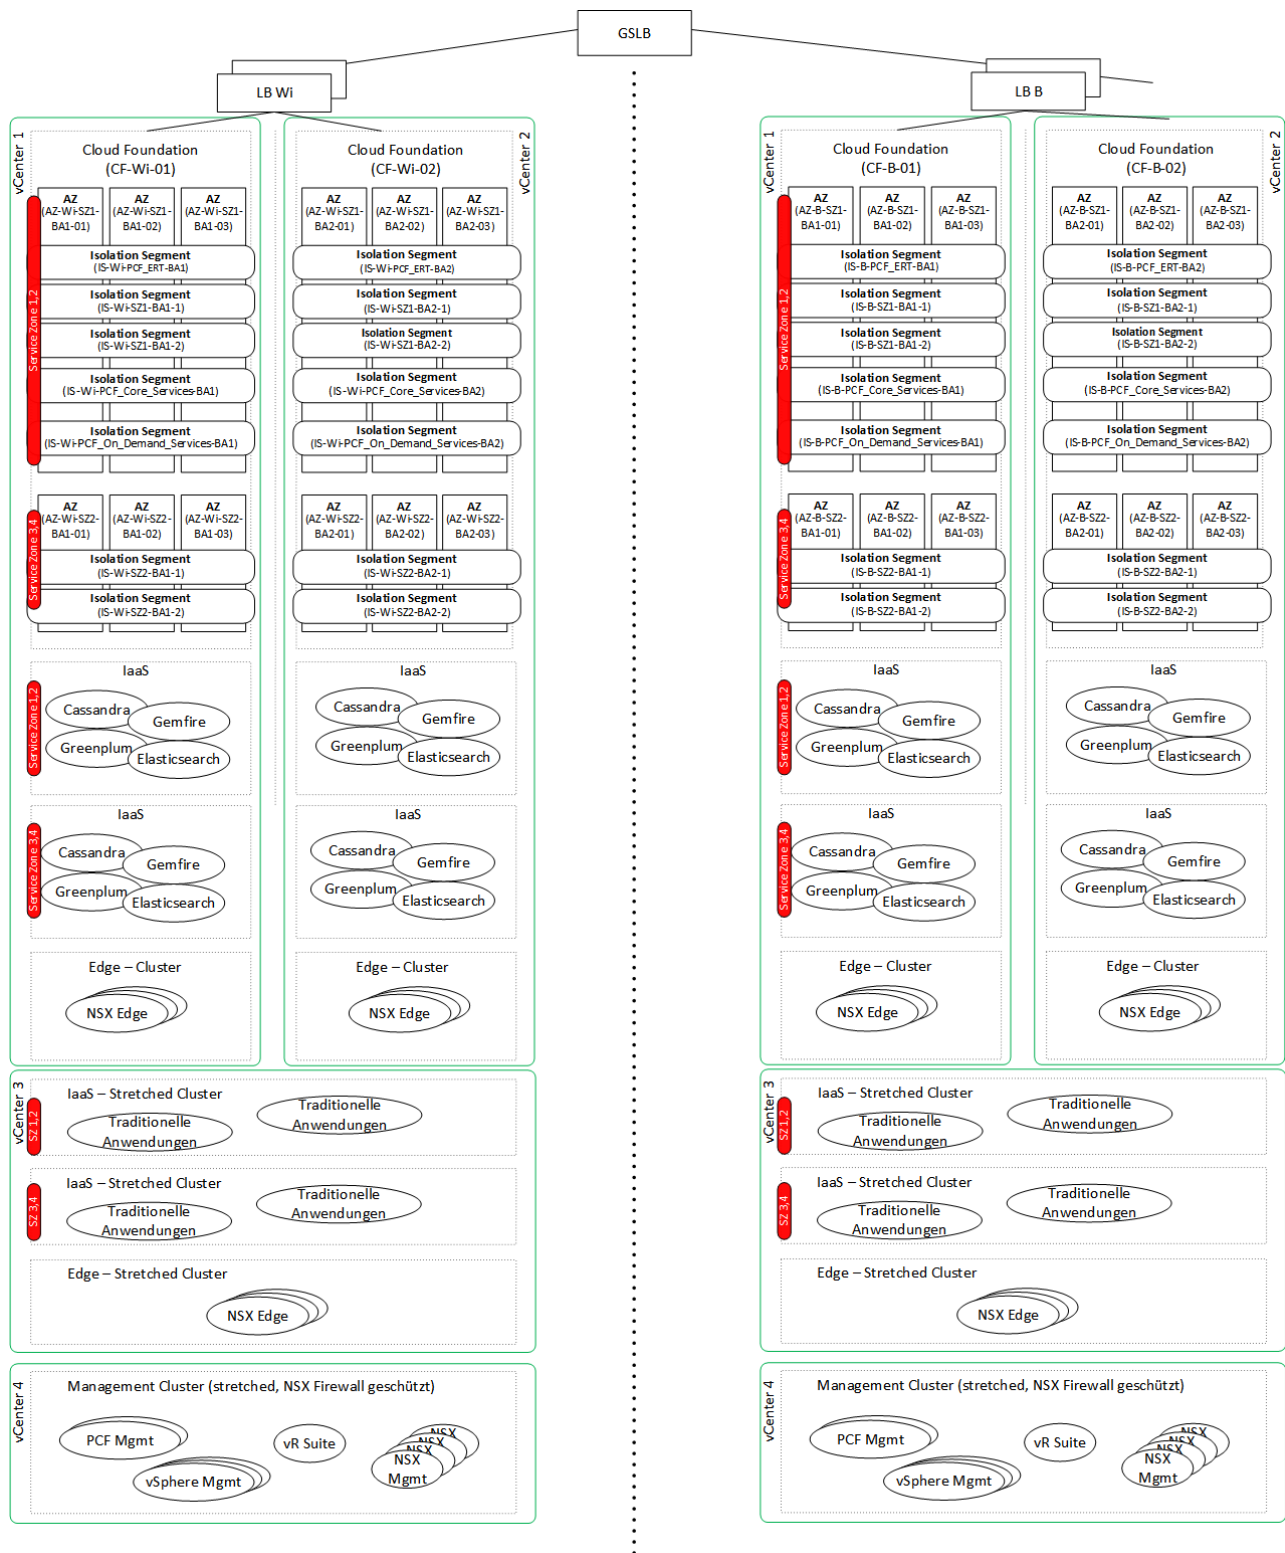 GSLB
LB Wi
LB B
vCenter 1
Cloud Foundation
(CF-Wi-01)
AZ
(AZ-Wi-SZ1-
BA1-01)
AZ
(AZ-Wi-SZ1-
BA1-02)
AZ
(AZ-Wi-SZ1-
BA1-03)
Service Zone 1,2
Isolation Segment
(IS-Wi-PCF_ERT-BA1)
Isolation Segment
(IS-Wi-SZ1-BA1-1)
Isolation Segment
(IS-Wi-SZ1-BA1-2)
Isolation Segment
(IS-Wi-PCF_Core_Services-BA1)
Isolation Segment
(IS-Wi-PCF_On_Demand_Services-BA1)
AZ
(AZ-Wi-SZ2-
BA1-01)
AZ
(AZ-Wi-SZ2-
BA1-02)
AZ
(AZ-Wi-SZ2-
BA1-03)
Service Zone 3,4
Isolation Segment
(IS-Wi-SZ2-BA1-1)
Isolation Segment
(IS-Wi-SZ2-BA1-2)
IaaS
Service Zone 1,2
Cassandra
Gemfire
Greenplum
Elasticsearch
IaaS
Service Zone 3,4
Cassandra
Gemfire
Greenplum
Elasticsearch
Edge – Cluster
NSX Edge
vCenter 2
Cloud Foundation
(CF-Wi-02)
AZ
(AZ-Wi-SZ1-
BA2-01)
AZ
(AZ-Wi-SZ1-
BA2-02)
AZ
(AZ-Wi-SZ1-
BA2-03)
Isolation Segment
(IS-Wi-PCF_ERT-BA2)
Isolation Segment
(IS-Wi-SZ1-BA2-1)
Isolation Segment
(IS-Wi-SZ1-BA2-2)
Isolation Segment
(IS-Wi-PCF_Core_Services-BA2)
Isolation Segment
(IS-Wi-PCF_On_Demand_Services-BA2)
AZ
(AZ-Wi-SZ2-
BA2-01)
AZ
(AZ-Wi-SZ2-
BA2-02)
AZ
(AZ-Wi-SZ2-
BA2-03)
Isolation Segment
(IS-Wi-SZ2-BA2-1)
Isolation Segment
(IS-Wi-SZ2-BA2-2)
IaaS
Cassandra
Gemfire
Greenplum
Elasticsearch
IaaS
Cassandra
Gemfire
Greenplum
Elasticsearch
Edge – Cluster
NSX Edge
vCenter 3
IaaS – Stretched Cluster
SZ 1,2
Traditionelle
Anwendungen
Traditionelle
Anwendungen
IaaS – Stretched Cluster
SZ 3,4
Traditionelle
Anwendungen
Traditionelle
Anwendungen
Edge – Stretched Cluster
NSX Edge
vCenter 4
Management Cluster (stretched, NSX Firewall geschützt)
PCF Mgmt
vSphere Mgmt
vR Suite
NSX
NSX
NSX
NSX
Mgmt
vCenter 1
Cloud Foundation
(CF-B-01)
AZ
(AZ-B-SZ1-
BA1-01)
AZ
(AZ-B-SZ1-
BA1-02)
AZ
(AZ-B-SZ1-
BA1-03)
Service Zone 1,2
Isolation Segment
(IS-B-PCF_ERT-BA1)
Isolation Segment
(IS-B-SZ1-BA1-1)
Isolation Segment
(IS-B-SZ1-BA1-2)
Isolation Segment
(IS-B-PCF_Core_Services-BA1)
Isolation Segment
(IS-B-PCF_On_Demand_Services-BA1)
AZ
(AZ-B-SZ2-
BA1-01)
AZ
(AZ-B-SZ2-
BA1-02)
AZ
(AZ-B-SZ2-
BA1-03)
Service Zone 3,4
Isolation Segment
(IS-B-SZ2-BA1-1)
Isolation Segment
(IS-B-SZ2-BA1-2)
IaaS
Service Zone 1,2
Cassandra
Gemfire
Greenplum
Elasticsearch
IaaS
Service Zone 3,4
Cassandra
Gemfire
Greenplum
Elasticsearch
Edge – Cluster
NSX Edge
vCenter 2
Cloud Foundation
(CF-B-02)
AZ
(AZ-B-SZ1-
BA2-01)
AZ
(AZ-B-SZ1-
BA2-02)
AZ
(AZ-B-SZ1-
BA2-03)
Isolation Segment
(IS-B-PCF_ERT-BA2)
Isolation Segment
(IS-B-SZ1-BA2-1)
Isolation Segment
(IS-B-SZ1-BA2-2)
Isolation Segment
(IS-B-PCF_Core_Services-BA2)
Isolation Segment
(IS-B-PCF_On_Demand_Services-BA2)
AZ
(AZ-B-SZ2-
BA2-01)
AZ
(AZ-B-SZ2-
BA2-02)
AZ
(AZ-B-SZ2-
BA2-03)
Isolation Segment
(IS-B-SZ2-BA2-1)
Isolation Segment
(IS-B-SZ2-BA2-2)
IaaS
Cassandra
Gemfire
Greenplum
Elasticsearch
IaaS
Cassandra
Gemfire
Greenplum
Elasticsearch
Edge – Cluster
NSX Edge
vCenter 3
IaaS – Stretched Cluster
SZ 1,2
Traditionelle
Anwendungen
Traditionelle
Anwendungen
IaaS – Stretched Cluster
SZ 3,4
Traditionelle
Anwendungen
Traditionelle
Anwendungen
Edge – Stretched Cluster
NSX Edge
vCenter 4
Management Cluster (stretched, NSX Firewall geschützt)
PCF Mgmt
vSphere Mgmt
vR Suite
NSX
NSX
NSX
NSX
Mgmt